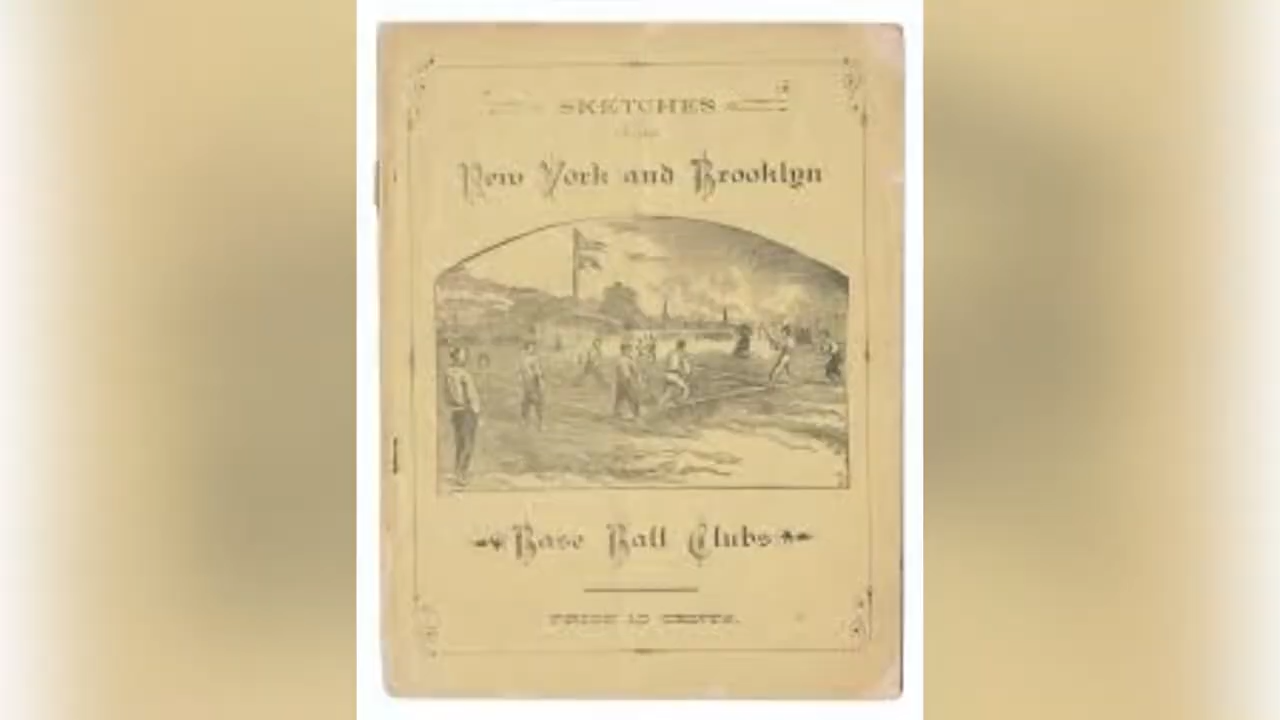 SKETCHES
New York and Brooklyn
Base Ball Clubs
PRICE 10 CENTS.